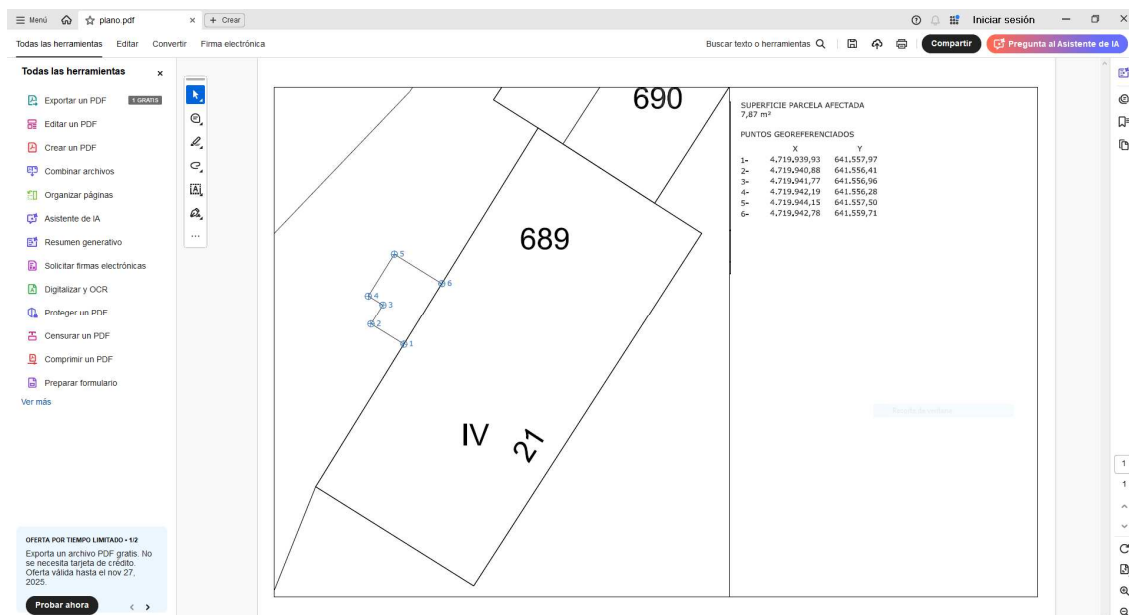 Menú
plano.pdf
Crear
Iniciar sesión
Todas las herramientas
Editar
Convertir
Firma electrónica
Buscar texto o herramientas
Compartir
Pregunta al Asistente de IA
Todas las herramientas
Exportar un PDF
1 GRATIS
Editar un PDF
Crear un PDF
Combinar archivos
Organizar páginas
Asistente de IA
Resumen generativo
Solicitar firmas electrónicas
Digitalizar y OCR
Proteger un PDF
Censurar un PDF
Comprimir un PDF
Preparar formulario
Ver más
OFERTA POR TIEMPO LIMITADO • 1/2
Exporta un archivo PDF gratis. No
se necesita tarjeta de crédito.
Oferta válida hasta el nov 27,
2025.
Probar ahora
690
689
5
6
4
3
2
1
IV
21
SUPERFICIE PARCELA AFECTADA
7,87 m²
PUNTOS GEOREFERENCIADOS
X Y
1- 4.719.939,93 641.557,97
2- 4.719.940,88 641.556,41
3- 4.719.941,77 641.556,96
4- 4.719.942,19 641.556,28
5- 4.719.944,15 641.557,50
6- 4.719.942,78 641.559,71
1
1